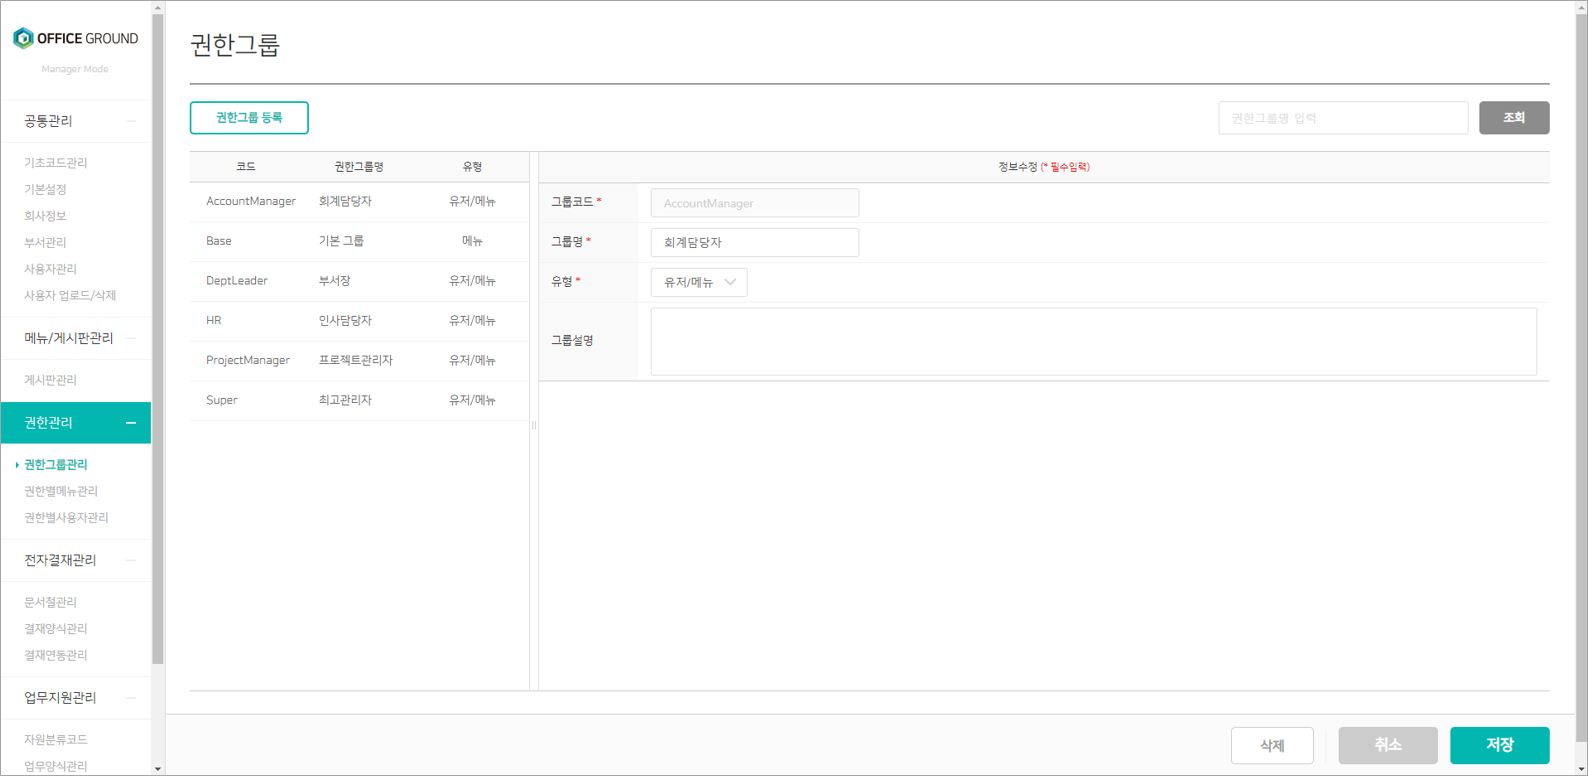 OFFICE GROUND
Manager Mode
공통관리
기초코드관리
기본설정
회사정보
부서관리
사용자관리
사용자 업로드/삭제
메뉴/게시판관리
게시판관리
권한관리
권한그룹관리
권한별메뉴관리
권한별사용자관리
전자결재관리
문서철관리
결재양식관리
결재연동관리
업무지원관리
자원분류코드
업무양식관리
권한그룹
권한그룹 등록
권한그룹명 입력
조회
코드 권한그룹명 유형
AccountManager 회계담당자 유저/메뉴
Base 기본 그룹 메뉴
DeptLeader 부서장 유저/메뉴
HR 인사담당자 유저/메뉴
ProjectManager 프로젝트관리자 유저/메뉴
Super 최고관리자 유저/메뉴
정보수정 (* 필수입력)
그룹코드 * AccountManager
그룹명 * 회계담당자
유형 * 유저/메뉴
그룹설명
삭제 취소 저장